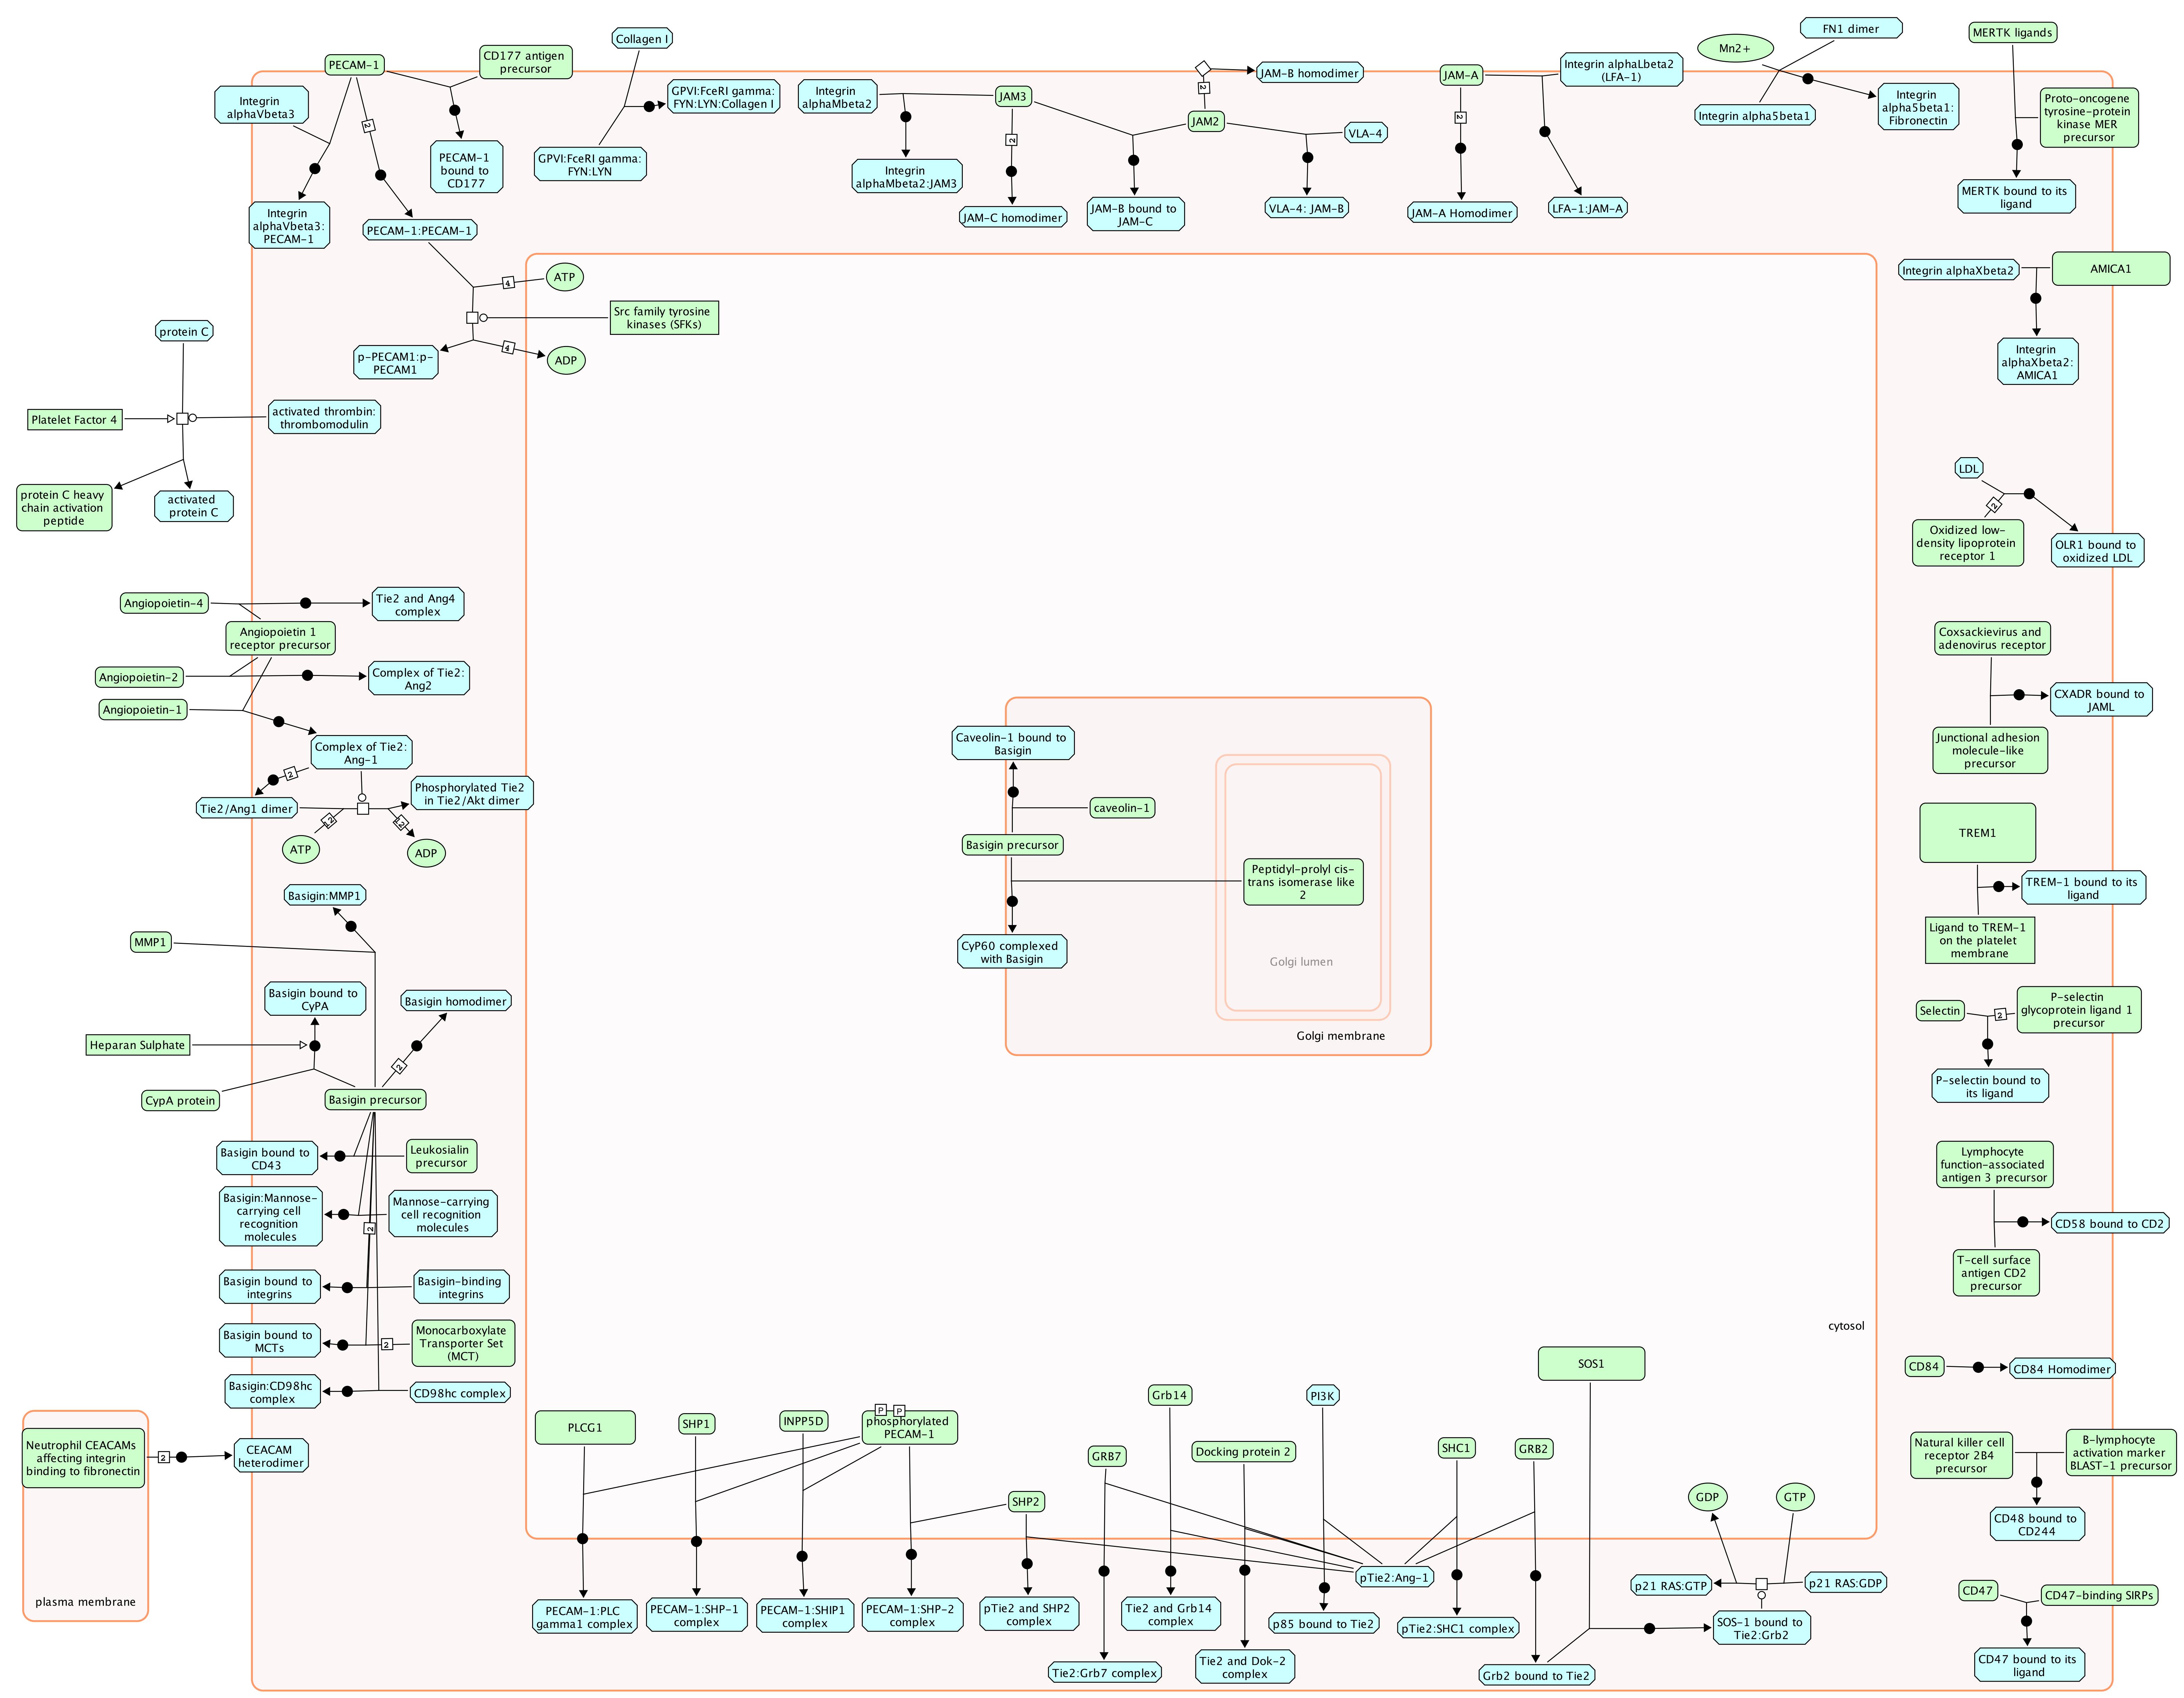 Collagen I
FN1 dimer
MERTK ligands
PECAM-1
CD177 antigen
precursor
Mn2+
Integrin
alphaVbeta3
GPVI:FceRI gamma:
FYN:LYN:Collagen I
Integrin
alphaMbeta2
JAM3
2
JAM-B homodimer
JAM2
JAM-A
Integrin alphaLbeta2
(LFA-1)
VLA-4
Integrin alpha5beta1
Integrin
alpha5beta1:
Fibronectin
Proto-oncogene
tyrosine-protein
kinase MER
precursor
2
2
2
PECAM-1
bound to
CD177
GPVI:FceRI gamma:
FYN:LYN
Integrin
alphaMbeta2:JAM3
JAM-C homodimer
JAM-B bound to
JAM-C
VLA-4: JAM-B
JAM-A Homodimer
LFA-1:JAM-A
MERTK bound to its
ligand
Integrin
alphaVbeta3:
PECAM-1
PECAM-1:PECAM-1
4
ATP
Src family tyrosine
kinases (SFKs)
p-PECAM1:p-
PECAM1
4
ADP
Integrin alphaXbeta2
AMICA1
Integrin
alphaXbeta2:
AMICA1
protein C
Platelet Factor 4
activated thrombin:
thrombomodulin
protein C heavy
chain activation
peptide
activated
protein C
LDL
2
Oxidized low-
density lipoprotein
receptor 1
OLR1 bound to
oxidized LDL
Angiopoietin-4
Tie2 and Ang4
complex
Angiopoietin 1
receptor precursor
Angiopoietin-2
Complex of Tie2:
Ang2
Angiopoietin-1
Complex of Tie2:
Ang-1
2
Tie2/Ang1 dimer
Phosphorylated Tie2
in Tie2/Akt dimer
12
12
ATP
ADP
Coxsackievirus and
adenovirus receptor
CXADR bound to
JAML
Junctional adhesion
molecule-like
precursor
Caveolin-1 bound to
Basigin
caveolin-1
Basigin precursor
Peptidyl-prolyl cis-
trans isomerase like
2
CyP60 complexed
with Basigin
Golgi lumen
Golgi membrane
TREM1
TREM-1 bound to its
ligand
Ligand to TREM-1
on the platelet
membrane
Basigin:MMP1
MMP1
Basigin bound to
CyPA
Basigin homodimer
Heparan Sulphate
2
CypA protein
Basigin precursor
Selectin
2
P-selectin
glycoprotein ligand 1
precursor
P-selectin bound to
its ligand
Basigin bound to
CD43
Leukosialin
precursor
Basigin:Mannose-
carrying cell
recognition
molecules
Mannose-carrying
cell recognition
molecules
2
Basigin bound to
integrins
Basigin-binding
integrins
Basigin bound to
MCTs
2
Monocarboxylate
Transporter Set
(MCT)
Basigin:CD98hc
complex
CD98hc complex
Lymphocyte
function-associated
antigen 3 precursor
CD58 bound to CD2
T-cell surface
antigen CD2
precursor
cytosol
CD84
CD84 Homodimer
Neutrophil CEACAMs
affecting integrin
binding to fibronectin
2
CEACAM
heterodimer
plasma membrane
PLCG1
SHP1
INPP5D
P
P
phosphorylated
PECAM-1
SHP2
GRB7
Grb14
Docking protein 2
PI3K
SHC1
GRB2
SOS1
GDP
GTP
Natural killer cell
receptor 2B4
precursor
B-lymphocyte
activation marker
BLAST-1 precursor
CD48 bound to
CD244
pTie2:Ang-1
p21 RAS:GTP
p21 RAS:GDP
CD47
CD47-binding SIRPs
PECAM-1:PLC
gamma1 complex
PECAM-1:SHP-1
complex
PECAM-1:SHIP1
complex
PECAM-1:SHP-2
complex
pTie2 and SHP2
complex
Tie2 and Grb14
complex
p85 bound to Tie2
pTie2:SHC1 complex
SOS-1 bound to
Tie2:Grb2
Tie2:Grb7 complex
Tie2 and Dok-2
complex
Grb2 bound to Tie2
CD47 bound to its
ligand